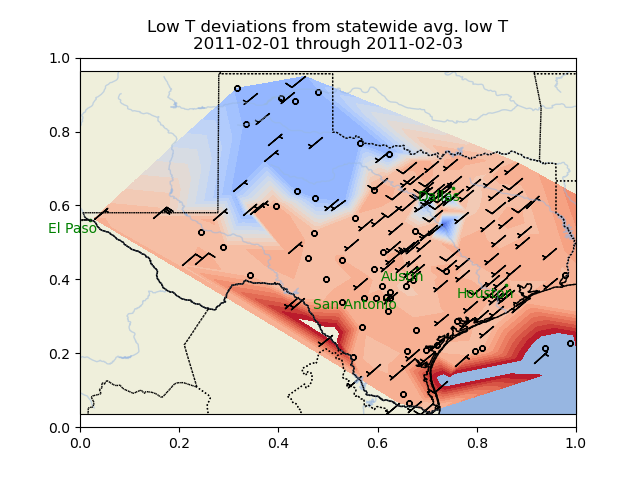 Low T deviations from statewide avg. low T
2011-02-01 through 2011-02-03
1.0
0.8
0.6
0.4
0.2
0.0
Dallas
El Paso
Austin
Houston
San Antonio
0.0 0.2 0.4 0.6 0.8 1.0